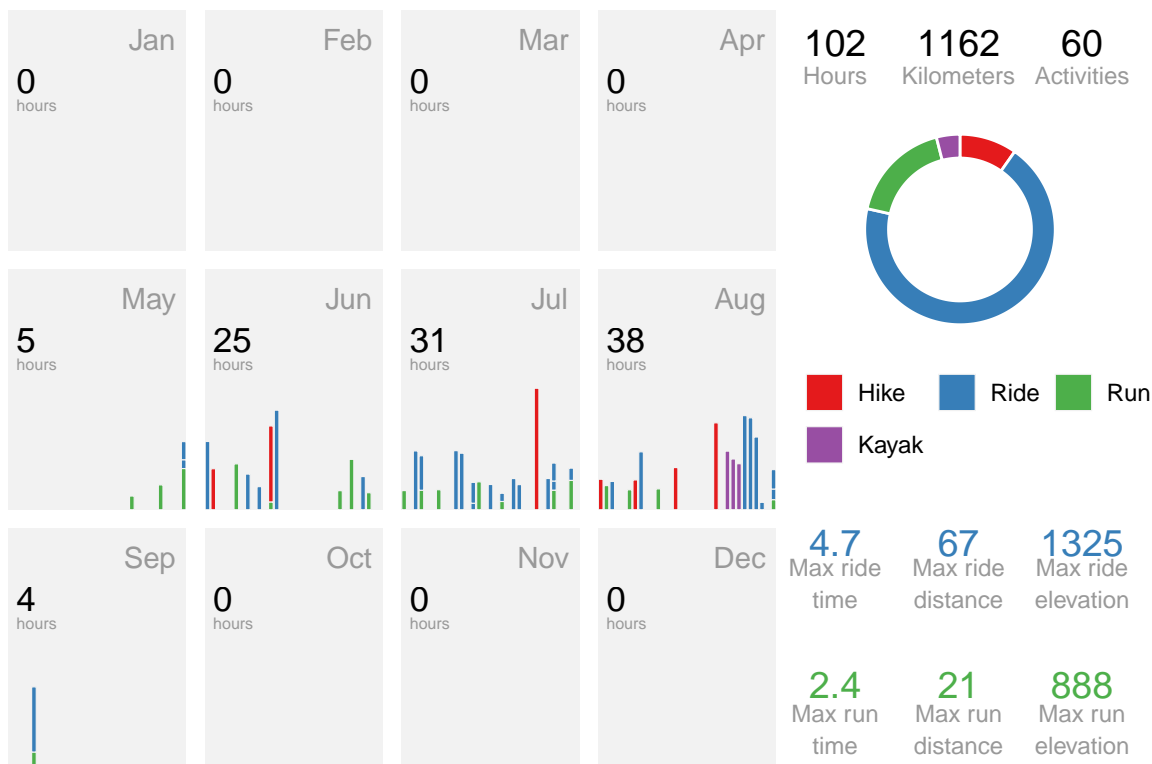 Jan
0
hours
Feb
0
hours
Mar
0
hours
Apr
0
hours
102 1162 60
Hours Kilometers Activities
May
5
hours
Jun
25
hours
Jul
31
hours
Aug
38
hours
Hike Ride Run
Kayak
Sep
4
hours
Oct
0
hours
Nov
0
hours
Dec
0
hours
4.7 67 1325
Max ride Max ride Max ride
time distance elevation
2.4 21 888
Max run Max run Max run
time distance elevation